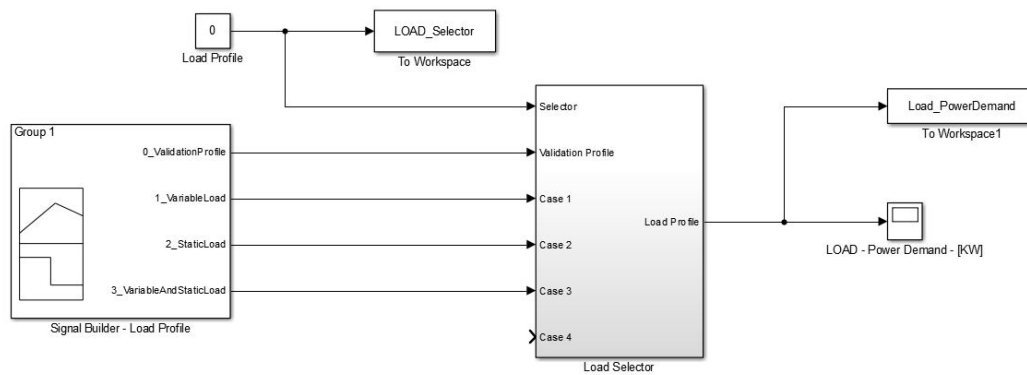 0
Load Profile
LOAD_Selector
To Workspace
Group 1
0_ValidationProfile
1_VariableLoad
2_StaticLoad
3_VariableAndStaticLoad
Signal Builder - Load Profile
Selector
Validation Profile
Case 1
Case 2
Case 3
Case 4
Load Profile
Load Selector
Load_PowerDemand
To Workspace1
LOAD - Power Demand - [KW]